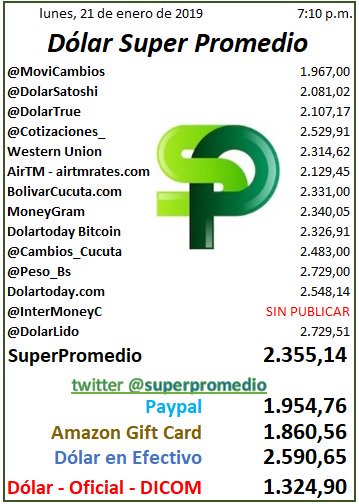 lunes, 21 de enero de 2019 7:10 p.m.
Dólar Super Promedio
@MoviCambios 1.967,00
@DolarSatoshi 2.081,02
@DolarTrue 2.107,17
@Cotizaciones_ 2.529,91
Western Union 2.314,62
AirTM - airtmrates.com 2.129,45
BolivarCucuta.com 2.331,00
MoneyGram 2.340,05
Dolartoday Bitcoin 2.326,91
@Cambios_Cucuta 2.483,00
@Peso_Bs 2.729,00
Dolartoday.com 2.548,14
@InterMoneyC SIN PUBLICAR
@DolarLido 2.729,51
SuperPromedio 2.355,14
twitter @superpromedio
Paypal 1.954,76
Amazon Gift Card 1.860,56
Dólar en Efectivo 2.590,65
Dólar - Oficial - DICOM 1.324,90
SP